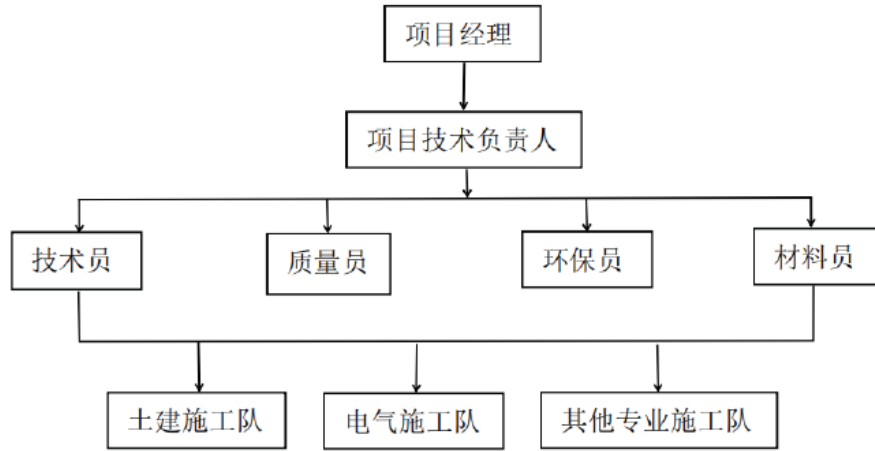 项目经理
项目技术负责人
技术员
质量员
环保员
材料员
土建施工队
电气施工队
其他专业施工队